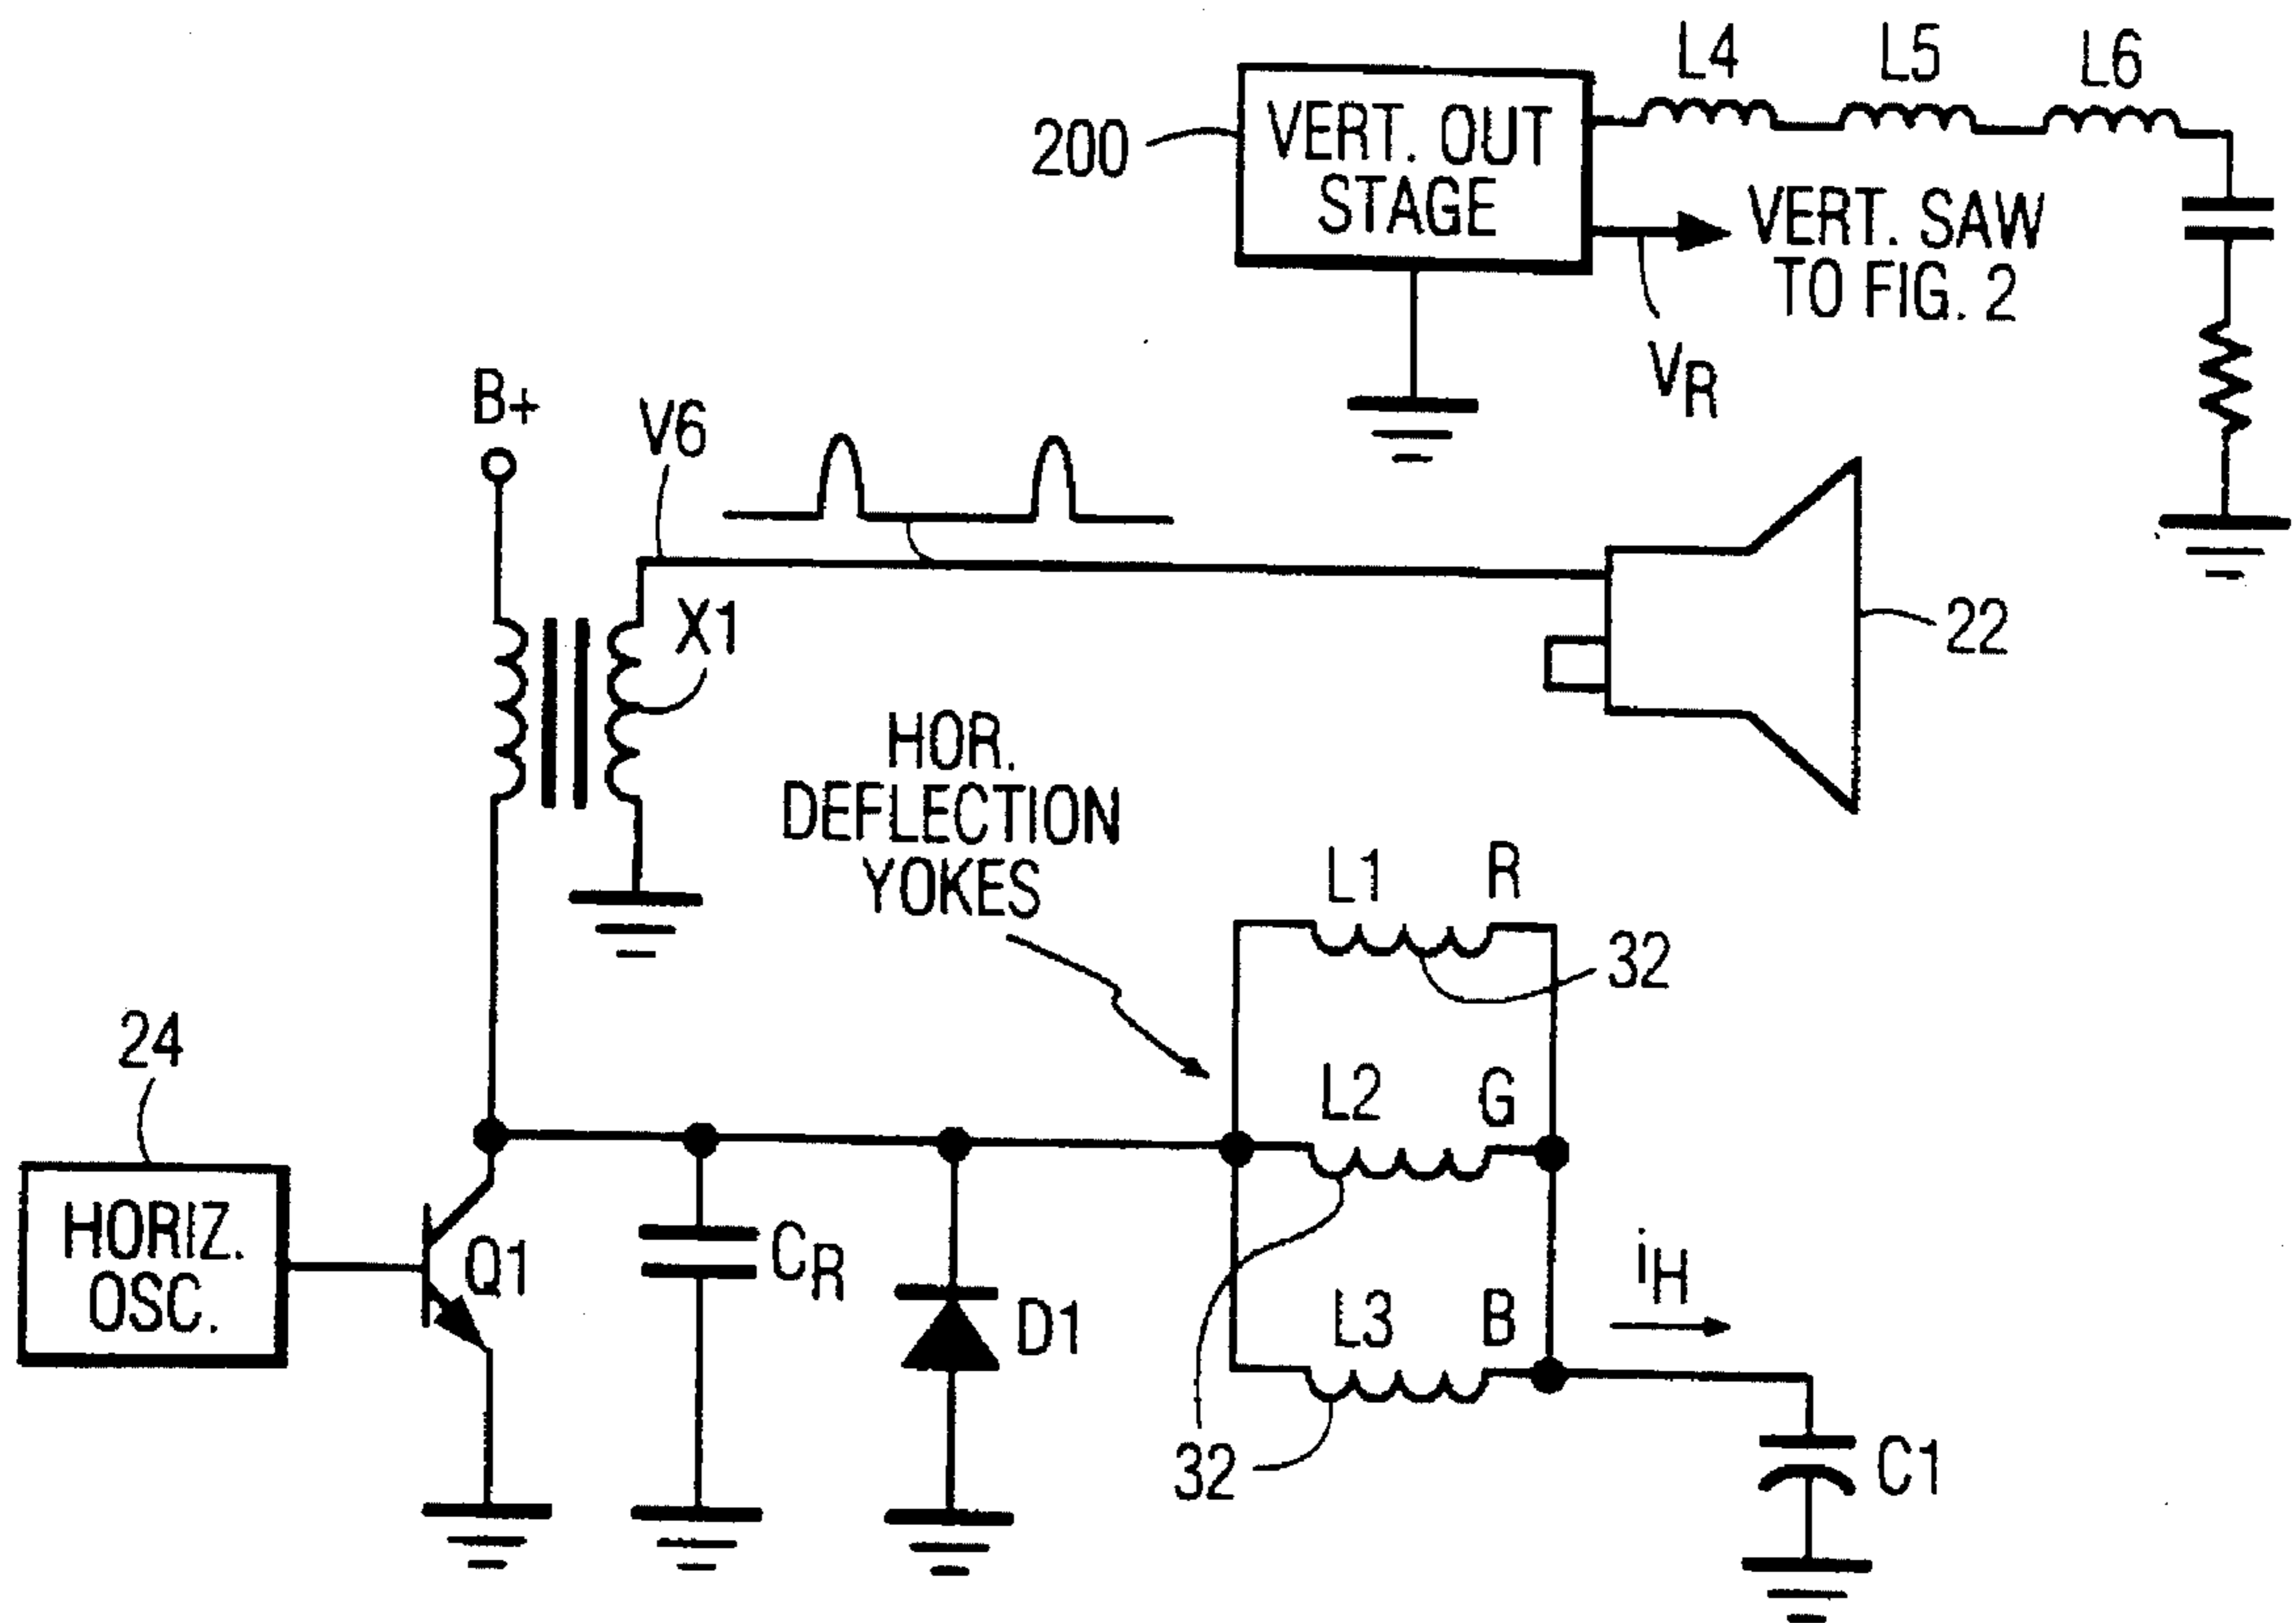 L4 L5 L6
200
VERT. OUT
STAGE
VERT. SAW
TO FIG. 2
VR
B+
V6
X1
22
HOR.
DEFLECTION
YOKES
L1 R
32
24
L2 G
HORIZ.
OSC.
Q1
CR
D1
L3 B
iH
32
C1